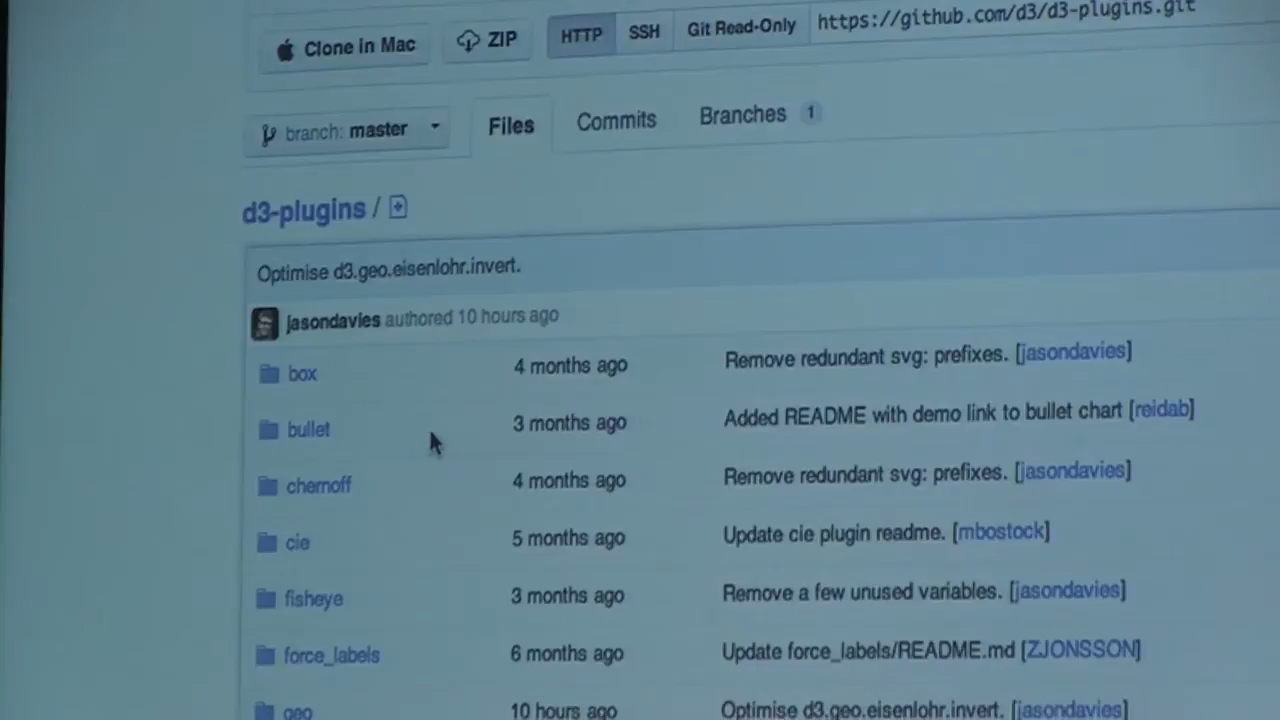 Clone in Mac ZIP HTTP SSH Git Read-Only https://github.com/d3/d3-plugins.git
branch: master Files Commits Branches 1
d3-plugins /
Optimise d3.geo.eisenlohr.invert.
jasondavies authored 10 hours ago
box 4 months ago Remove redundant svg: prefixes. [jasondavies]
bullet 3 months ago Added README with demo link to bullet chart [reidab]
chernoff 4 months ago Remove redundant svg: prefixes. [jasondavies]
cie 5 months ago Update cie plugin readme. [mbostock]
fisheye 3 months ago Remove a few unused variables. [jasondavies]
force_labels 6 months ago Update force_labels/README.md [ZJONSSON]
geo 10 hours ago Optimise d3.geo.eisenlohr.invert. [jasondavies]